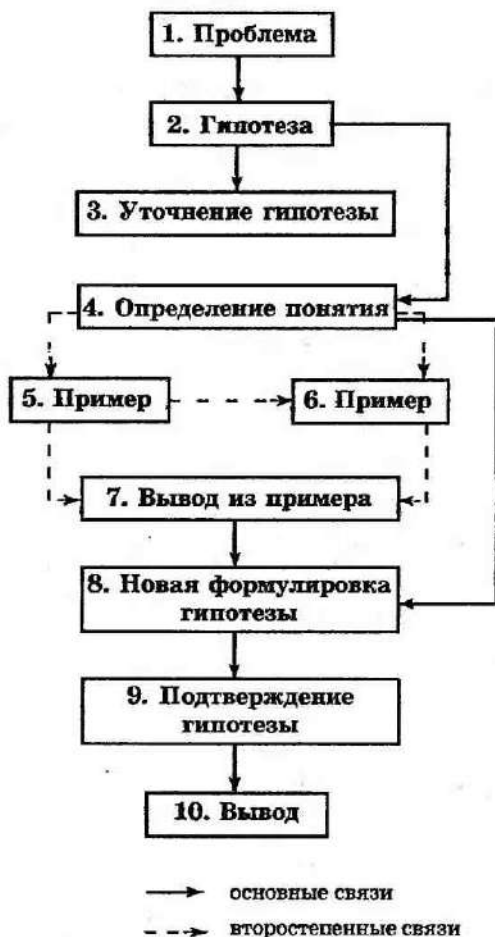 1. Проблема
2. Гипотеза
3. Уточнение гипотезы
4. Определение понятия
5. Пример
6. Пример
7. Вывод из примера
8. Новая формулировка
гипотезы
9. Подтверждение
гипотезы
10. Вывод
основные связи
второстепенные связи